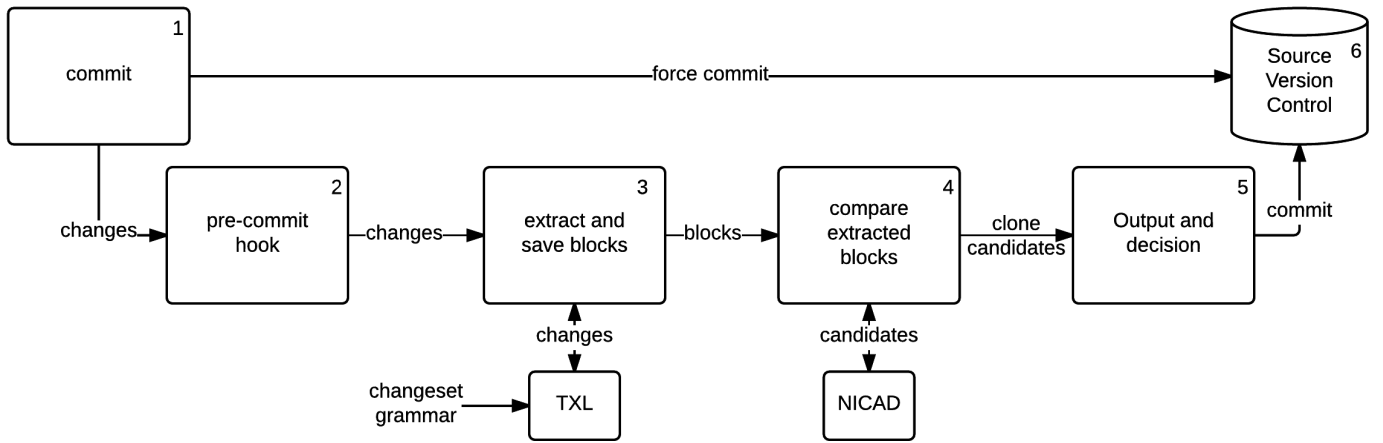 1
commit
force commit
Source
6
Version
Control
changes
2
pre-commit
hook
changes
3
extract and
save blocks
blocks
4
compare
extracted
blocks
clone
candidates
5
Output and
decision
commit
changes
candidates
changeset
grammar
TXL
NICAD